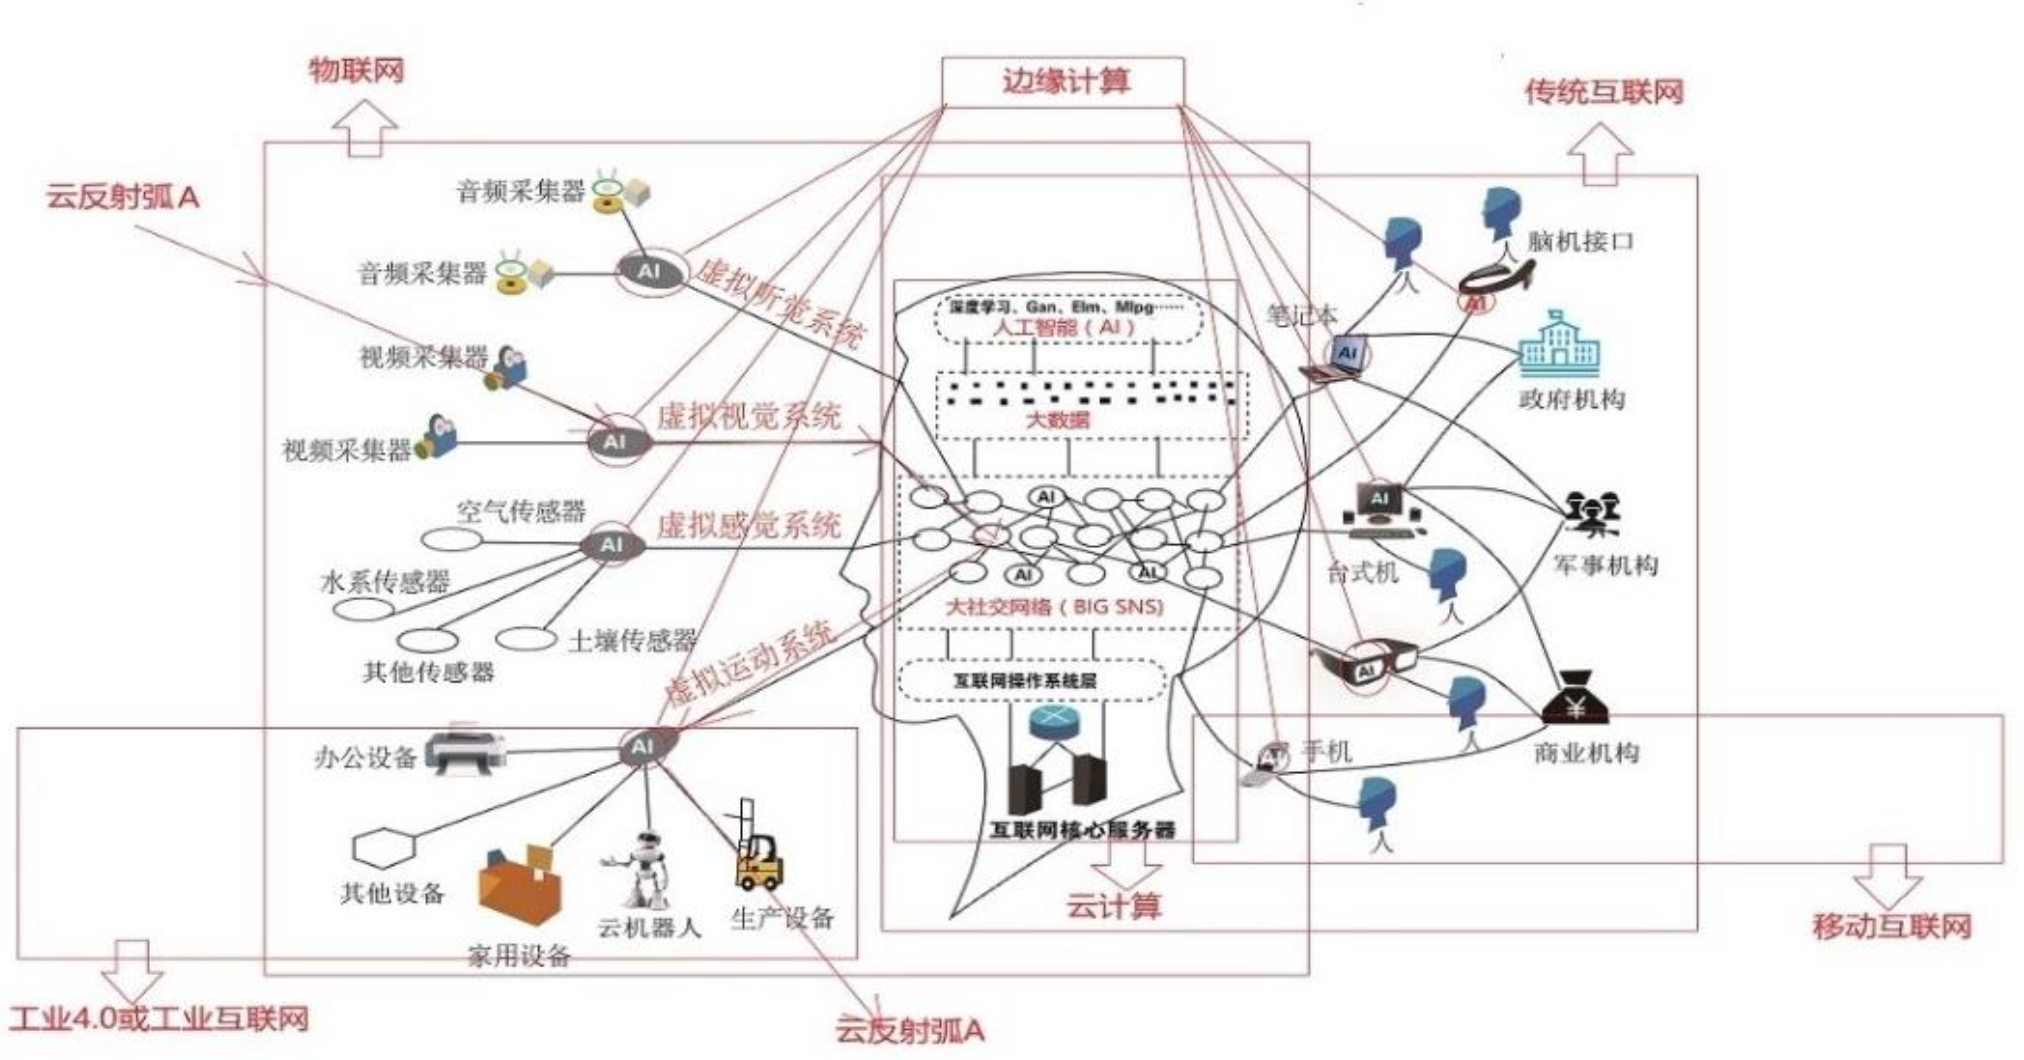 物联网
边缘计算
传统互联网
云反射弧A
音频采集器
音频采集器
视频采集器
视频采集器
空气传感器
水系传感器
其他传感器
土壤传感器
AI
AI
AI
AI
虚拟听觉系统
虚拟视觉系统
虚拟感觉系统
虚拟运动系统
办公设备
其他设备
家用设备
云机器人
生产设备
深度学习、Gan、Elm、Mlpg……
人工智能（AI）
大数据
AI
AI
AI
大社交网络（BIG SNS）
互联网操作系统层
互联网核心服务器
云计算
人
人
脑机接口
AI
笔记本
AI
政府机构
AI
台式机
人
军事机构
AI
人
商业机构
AI
手机
人
移动互联网
工业4.0或工业互联网
云反射弧A